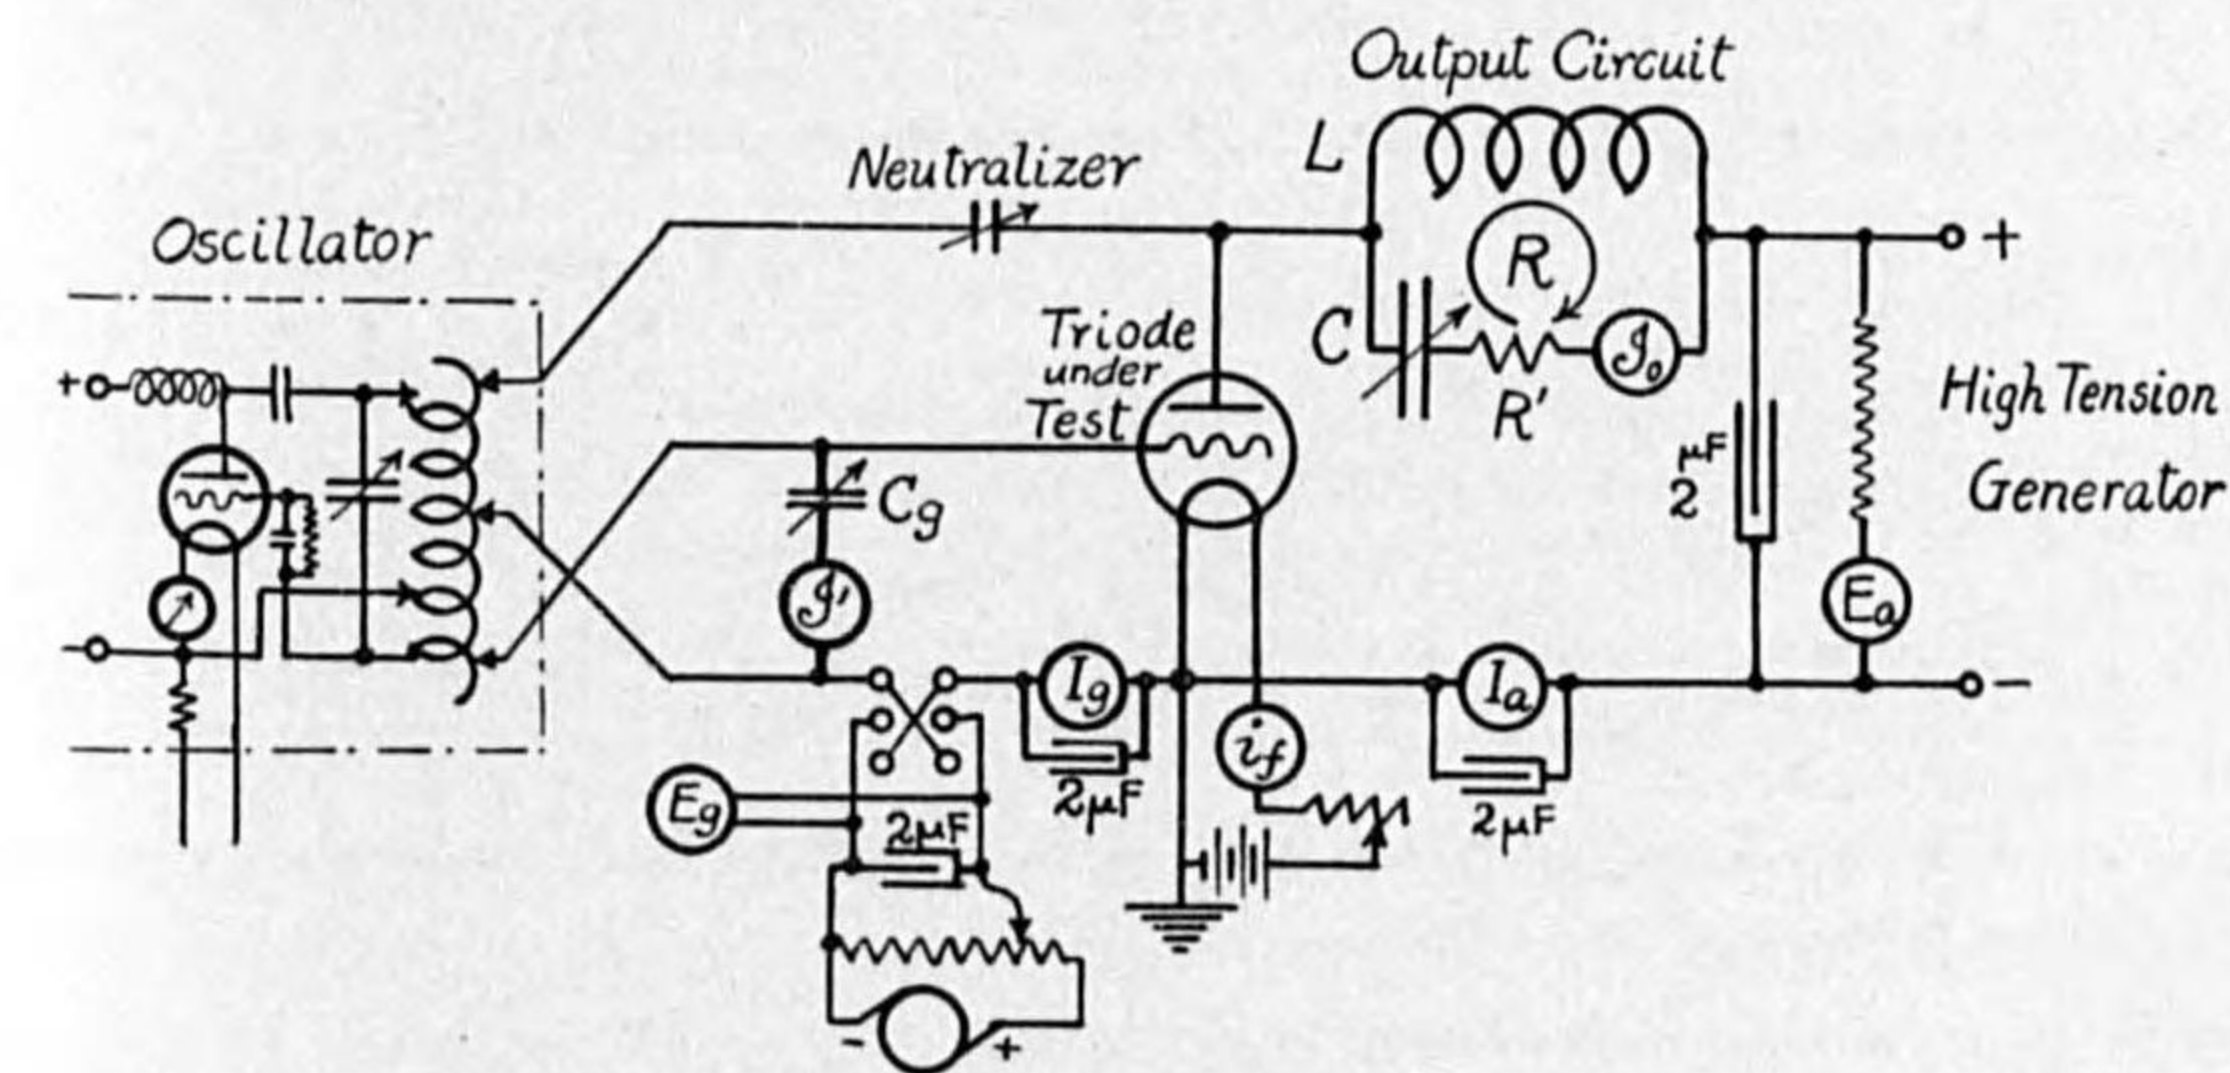 Output Circuit
L
Neutralizer
Oscillator
R
+
Triode
under
Test
C
R'
I₀
High Tension
Generator
+
μF
2
Cg
I'
Ea
-
Ig
Ia
-
if
2μF
2μF
Eg
2μF
-
+